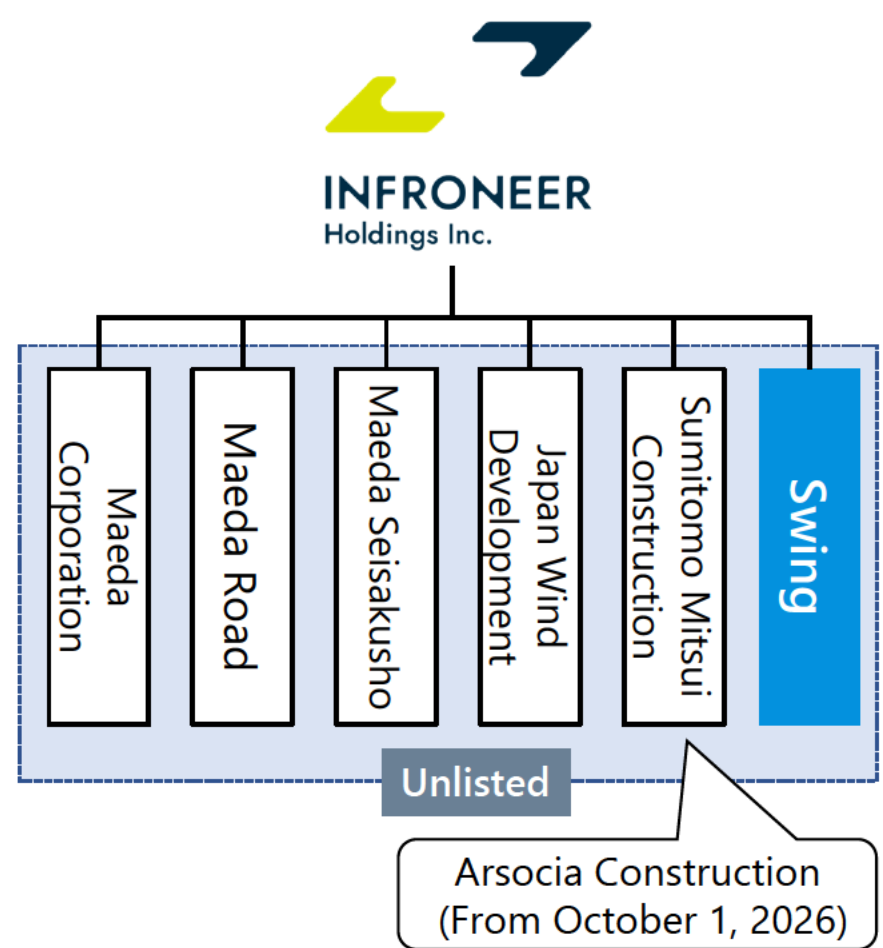 INFRONEER
Holdings Inc.
Maeda
Corporation
Maeda Road
Maeda Seisakusho
Japan Wind
Development
Sumitomo Mitsui
Construction
Swing
Unlisted
Arsocia Construction
(From October 1, 2026)